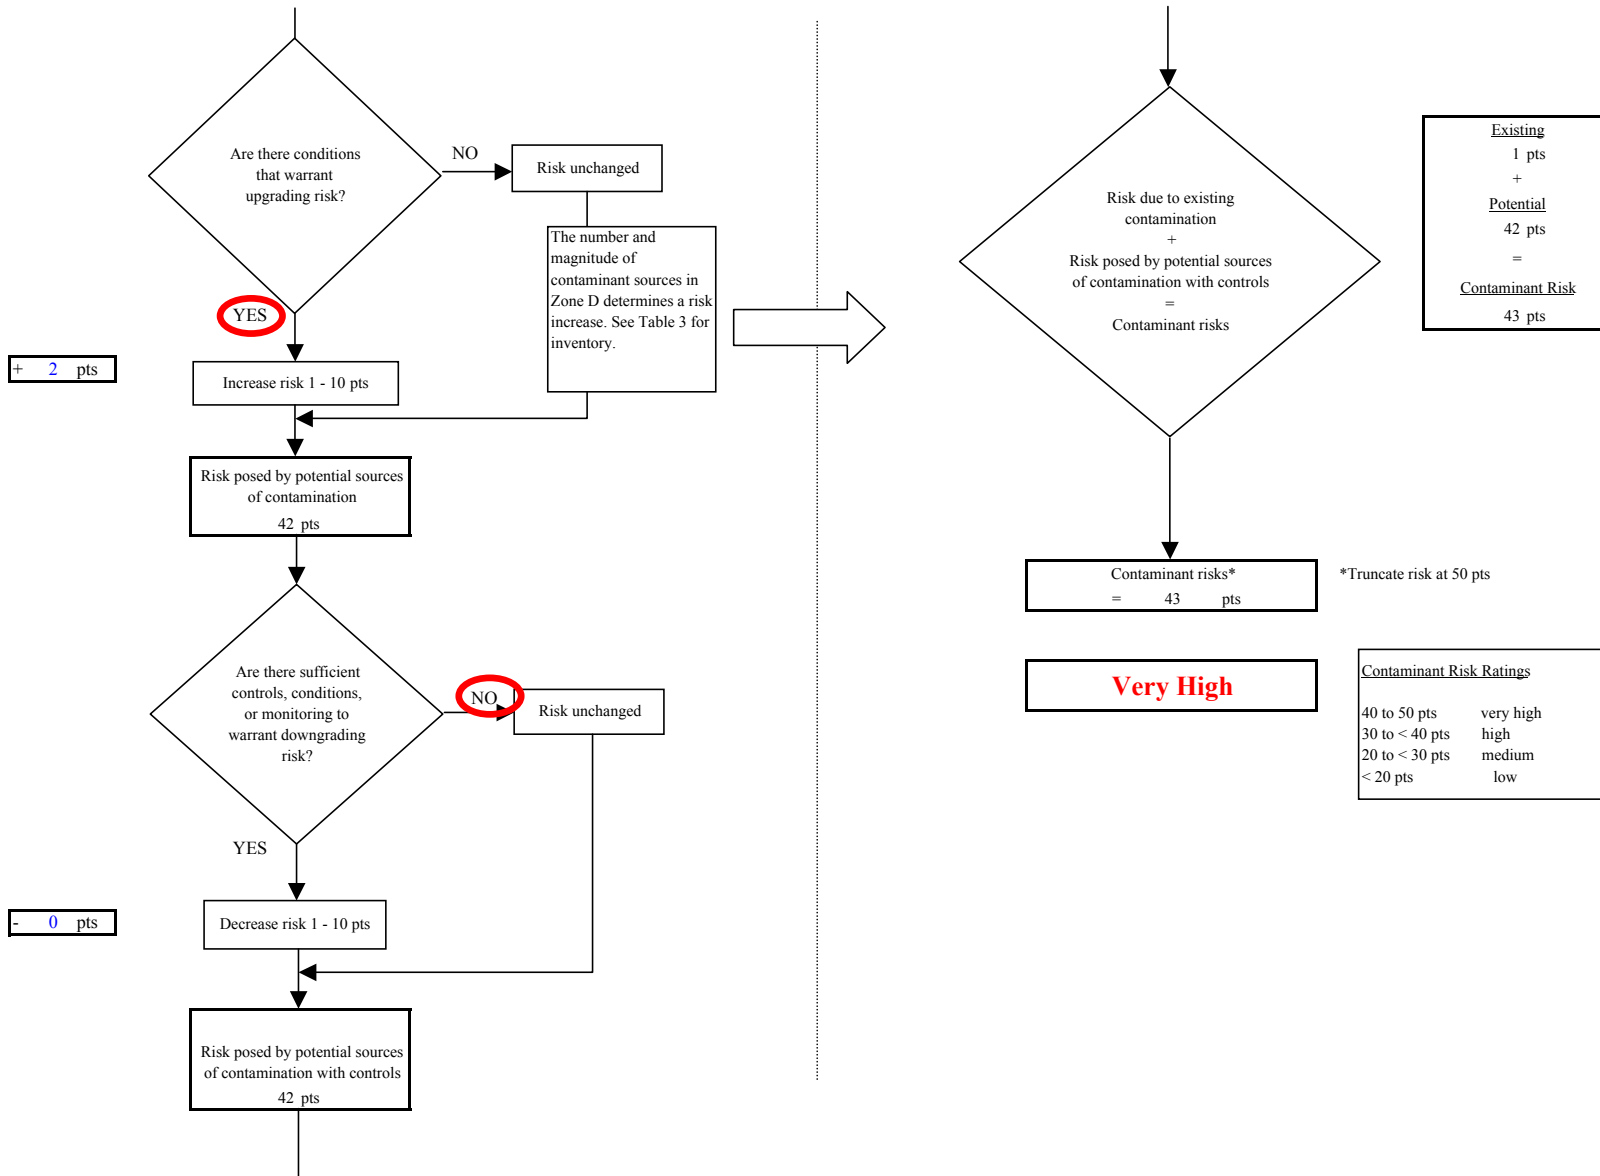 Are there conditions
that warrant
upgrading risk?
NO
Risk unchanged
The number and
magnitude of
contaminant sources in
Zone D determines a risk
increase. See Table 3 for
inventory.
YES
+ 2 pts
Increase risk 1 - 10 pts
Risk posed by potential sources
of contamination
42 pts
Are there sufficient
controls, conditions,
or monitoring to
warrant downgrading
risk?
NO
Risk unchanged
YES
- 0 pts
Decrease risk 1 - 10 pts
Risk posed by potential sources
of contamination with controls
42 pts
Risk due to existing
contamination
+
Risk posed by potential sources
of contamination with controls
=
Contaminant risks
Existing
1 pts
+
Potential
42 pts
=
Contaminant Risk
43 pts
Contaminant risks*
= 43 pts
*Truncate risk at 50 pts
Very High
Contaminant Risk Ratings
40 to 50 pts very high
30 to < 40 pts high
20 to < 30 pts medium
< 20 pts low